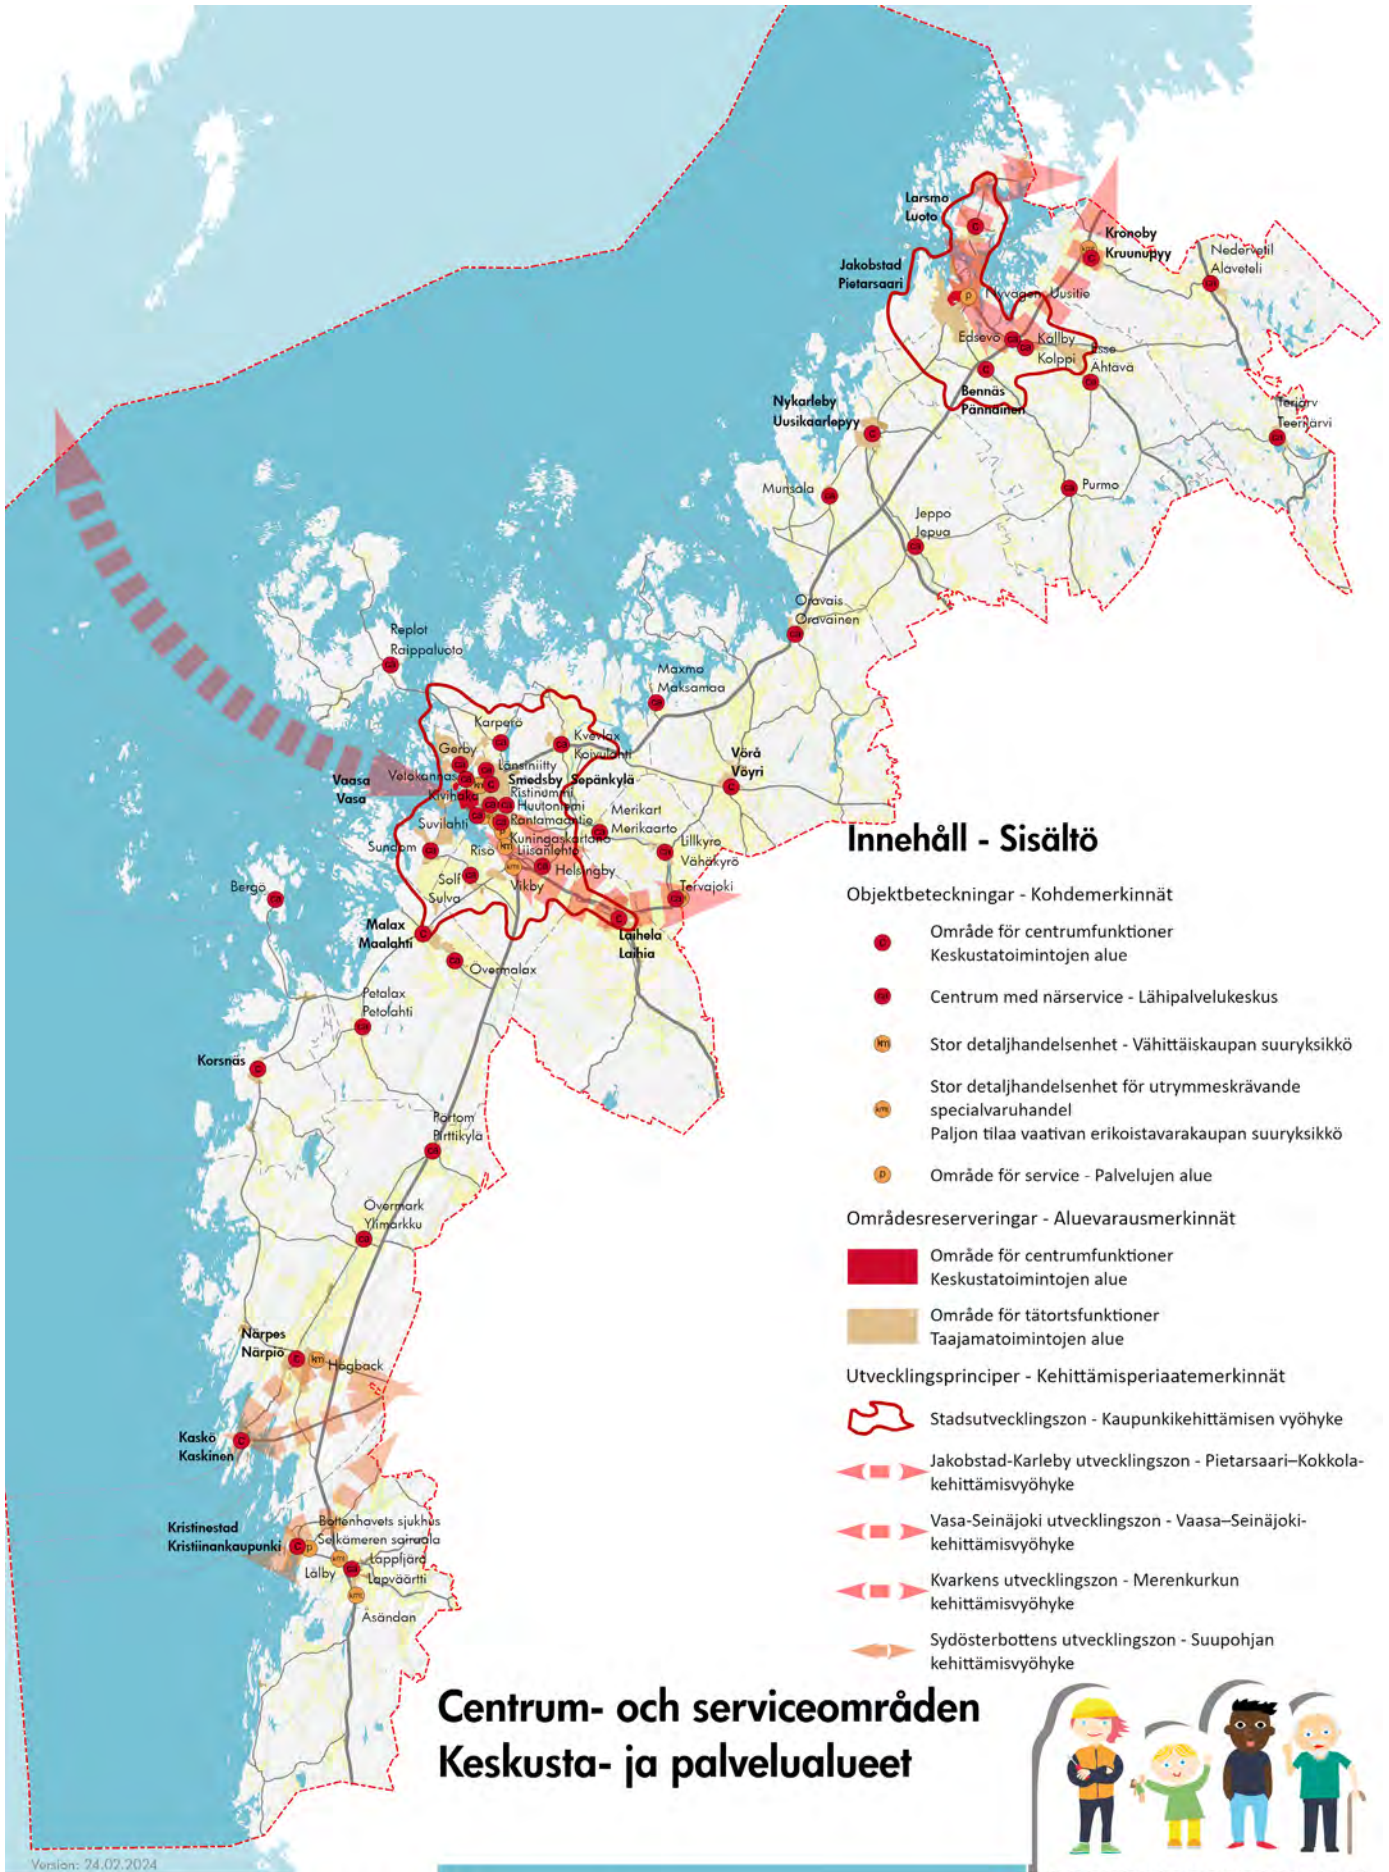 Larsmo
Luoto
Kronoby
Kruunupyy
Nedervetil
Alaveteli
Jakobstad
Pietarsaari
Nyvägen Uusitie
Edsevö
Källby
Kolppi
Esse
Ähtävä
Bennäs
Pännäinen
Nykarleby
Uusikaarlepyy
Terjärv
Teerijärvi
Munsala
Purmo
Jeppo
Jepua
Oravais
Oravainen
Replot
Raippaluoto
Maxmo
Maksamaa
Karperö
Kvevlax
Koivulahti
Gerby
Länsiniitty
Vörå
Vöyri
Vaasa
Vasa
Smedsby Sepänkylä
Kivihaka
Ristinummi
Huutoniemi
Merikart
Merikaarto
Suvilahti
Rantamaantie
Kuningaskartano
Lillkyro
Vähäkyrö
Sundom
Risö
Liisanlehto
Helsingby
Solf
Sulva
Vikby
Tervajoki
Bergö
Malax
Maalahti
Laihela
Laihia
Övermalax
Petalax
Petolahti
Korsnäs
Pörtom
Pirttikylä
Övermark
Ylimarkku
Närpes
Närpiö
Högback
Kaskö
Kaskinen
Kristinestad
Kristiinankaupunki
Bottenhavets sjukhus
Selkämeren sairaala
Lålby
Lappfjärd
Lapväärtti
Åsändan
Innehåll - Sisältö
Objektbeteckningar - Kohdemerkinnät
Område för centrumfunktioner
Keskustatoimintojen alue
Centrum med närservice - Lähipalvelukeskus
km
Stor detaljhandelsenhet - Vähittäiskaupan suuryksikkö
Stor detaljhandelsenhet för utrymmeskrävande
specialvaruhandel
Paljon tilaa vaativan erikoistavarakaupan suuryksikkö
Område för service - Palvelujen alue
Områdesreserveringar - Aluevarausmerkinnät
Område för centrumfunktioner
Keskustatoimintojen alue
Område för tätortsfunktioner
Taajamatoimintojen alue
Utvecklingsprinciper - Kehittämisperiaatemerkinnät
Stadsutvecklingszon - Kaupunkikehittämisen vyöhyke
Jakobstad-Karleby utvecklingszon - Pietarsaari–Kokkola-
kehittämisvyöhyke
Vasa-Seinäjoki utvecklingszon - Vaasa–Seinäjoki-
kehittämisvyöhyke
Kvarkens utvecklingszon - Merenkurkun
kehittämisvyöhyke
Sydösterbottens utvecklingszon - Suupohjan
kehittämisvyöhyke
Centrum- och serviceområden
Keskusta- ja palvelualueet
Version: 24.02.2024